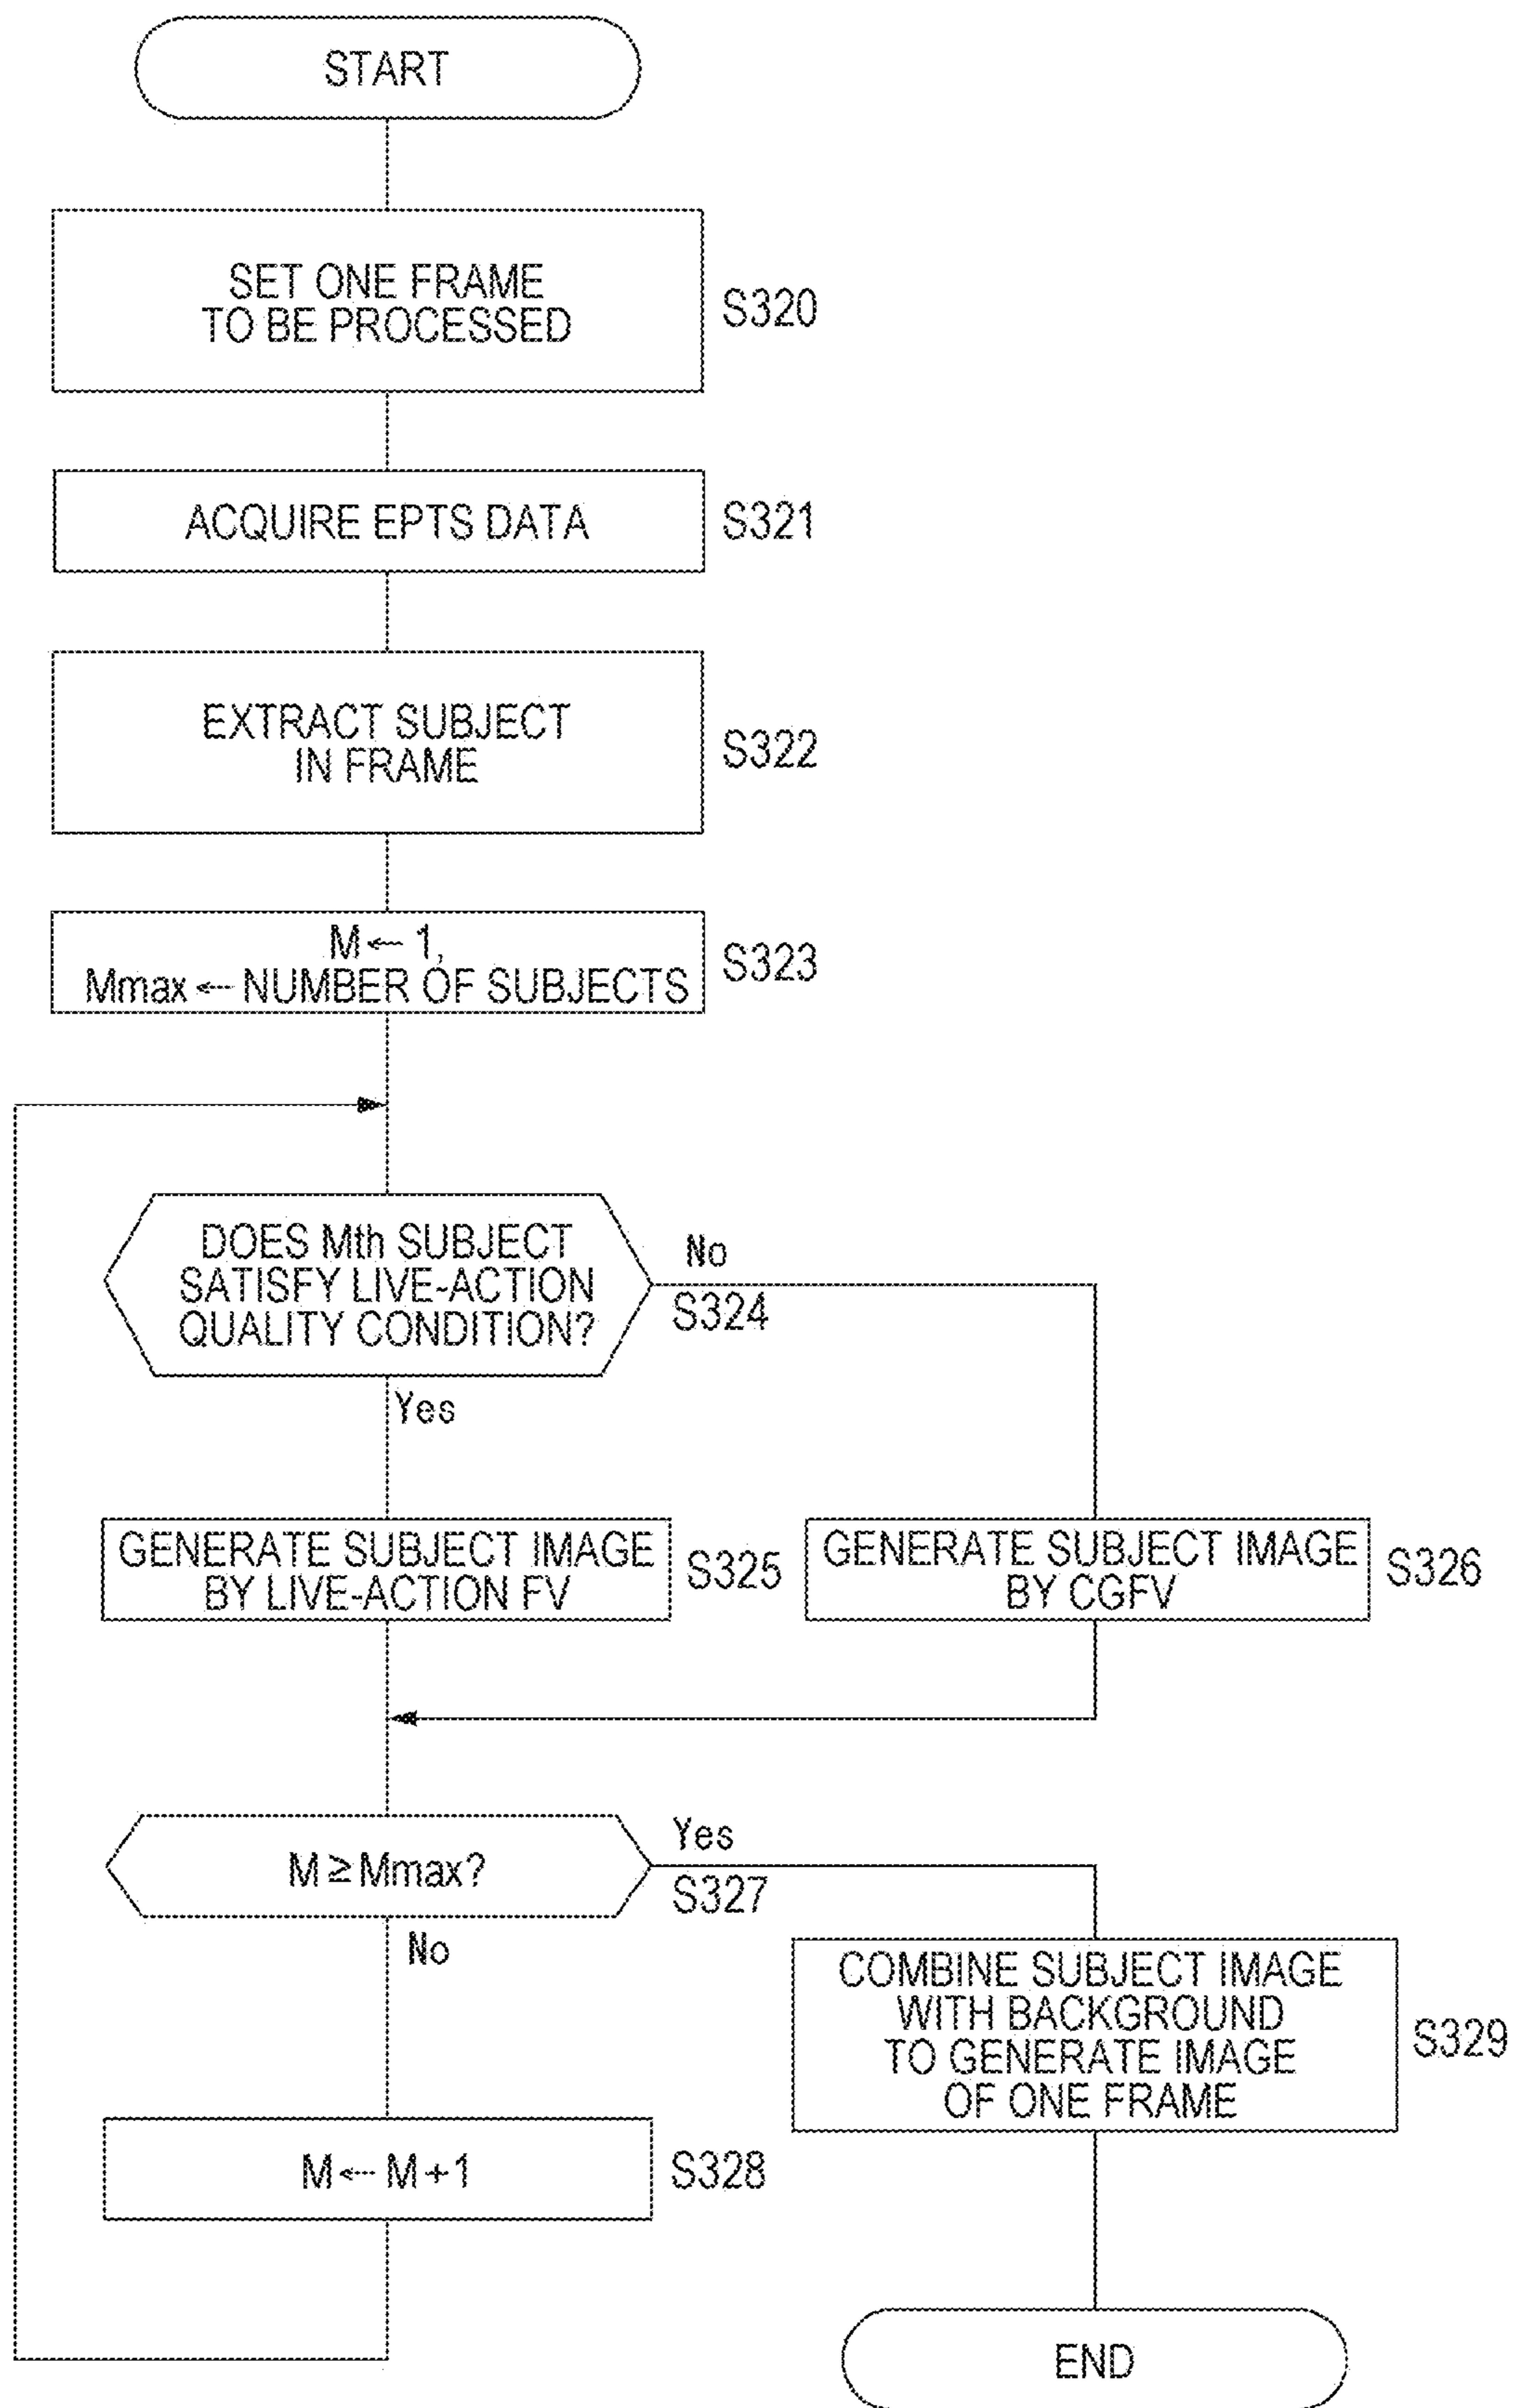 START
SET ONE FRAME
TO BE PROCESSED
S320
ACQUIRE EPTS DATA
S321
EXTRACT SUBJECT
IN FRAME
S322
M ← 1,
Mmax ← NUMBER OF SUBJECTS
S323
DOES Mth SUBJECT
SATISFY LIVE-ACTION
QUALITY CONDITION?
No
S324
Yes
GENERATE SUBJECT IMAGE
BY LIVE-ACTION FV
S325
GENERATE SUBJECT IMAGE
BY CGFV
S326
M ≥ Mmax?
Yes
S327
No
COMBINE SUBJECT IMAGE
WITH BACKGROUND
TO GENERATE IMAGE
OF ONE FRAME
S329
M ← M + 1
S328
END